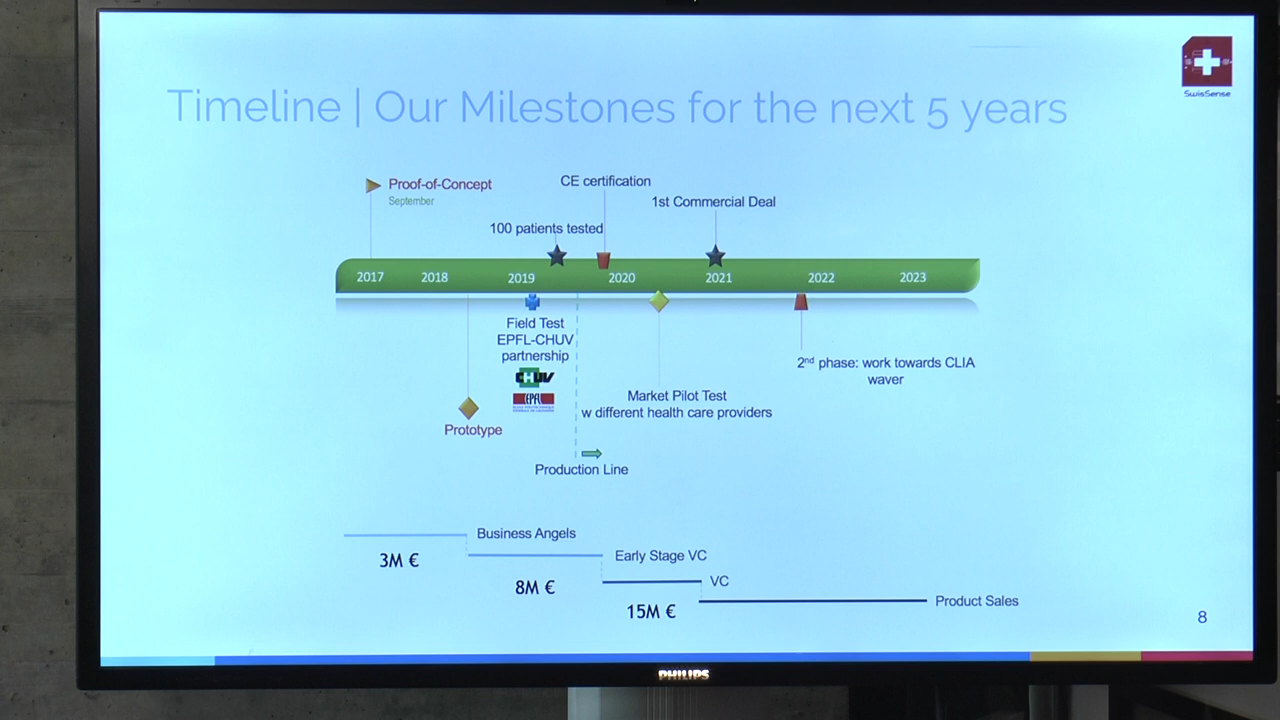 Timeline | Our Milestones for the next 5 years
SwisSense
Proof-of-Concept
September
CE certification
1st Commercial Deal
100 patients tested
2017 2018 2019 2020 2021 2022 2023
Field Test
EPFL-CHUV
partnership
CHUV
EPFL
2nd phase: work towards CLIA
waver
Market Pilot Test
w different health care providers
Prototype
Production Line
Business Angels
3M €
Early Stage VC
8M €
VC
15M €
Product Sales
8
PHILIPS